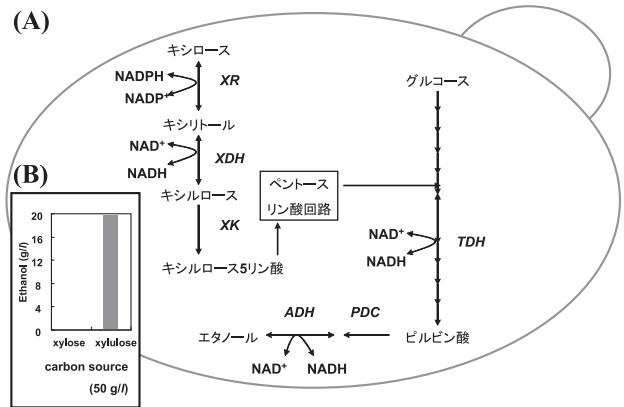 (A)
キシロース
NADPH
NADP⁺
XR
キシリトール
NAD⁺
NADH
XDH
キシルロース
XK
キシルロース5リン酸
ペントース
リン酸回路
グルコース
NAD⁺
NADH
TDH
ピルビン酸
PDC
ADH
エタノール
NAD⁺
NADH
(B)
Ethanol (g/l)
20
16
12
8
4
0
xylose
xylulose
carbon source
(50 g/l)